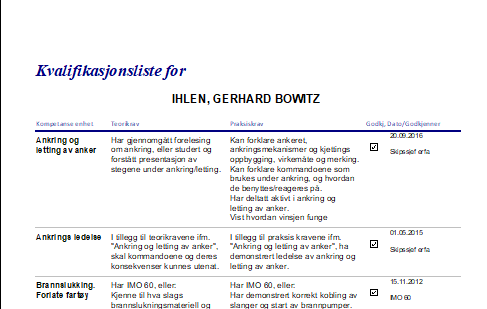 Kvalifikasjonsliste for
IHLEN, GERHARD BOWITZ
Kompetanse enhet Teorikrav Praksiskrav Godkj, Dato/Godkjenner
Ankring og letting av anker
Har gjennomgått forelesing
om ankring, eller studert og
forstått presentasjon av
stegene under ankring/letting.
Kan forklare ankeret,
ankringsmekanismer og kjettings
oppbygging, virkemåte og merking.
Kan forklare kommandoene som
brukes under ankring, og hvordan
de benyttes/reageres på.
Har deltatt aktivt i ankring og
letting av anker.
Vist hvordan vinsjen funge
20.09.2016
Skipssjef erfa
Ankrings ledelse
I tillegg til teorikravene ifm.
"Ankring og letting av anker",
skal kommandoene og deres
konsekvenser kunnes utenat.
I tillegg til praksis kravene ifm.
"Ankring og letting av anker", ha
demonstrert ledelse av ankring og
letting av anker.
01.05.2015
Skipssjef erfa
Brannslukking.
Forlate fartøy
Har IMO 60, eller:
Kjenne til hva slags
brannslukningsmateriell og
Har IMO 60, eller:
Har demonstrert korrekt kobling av
slanger og start av brannpumper.
15.11.2012
IMO 60